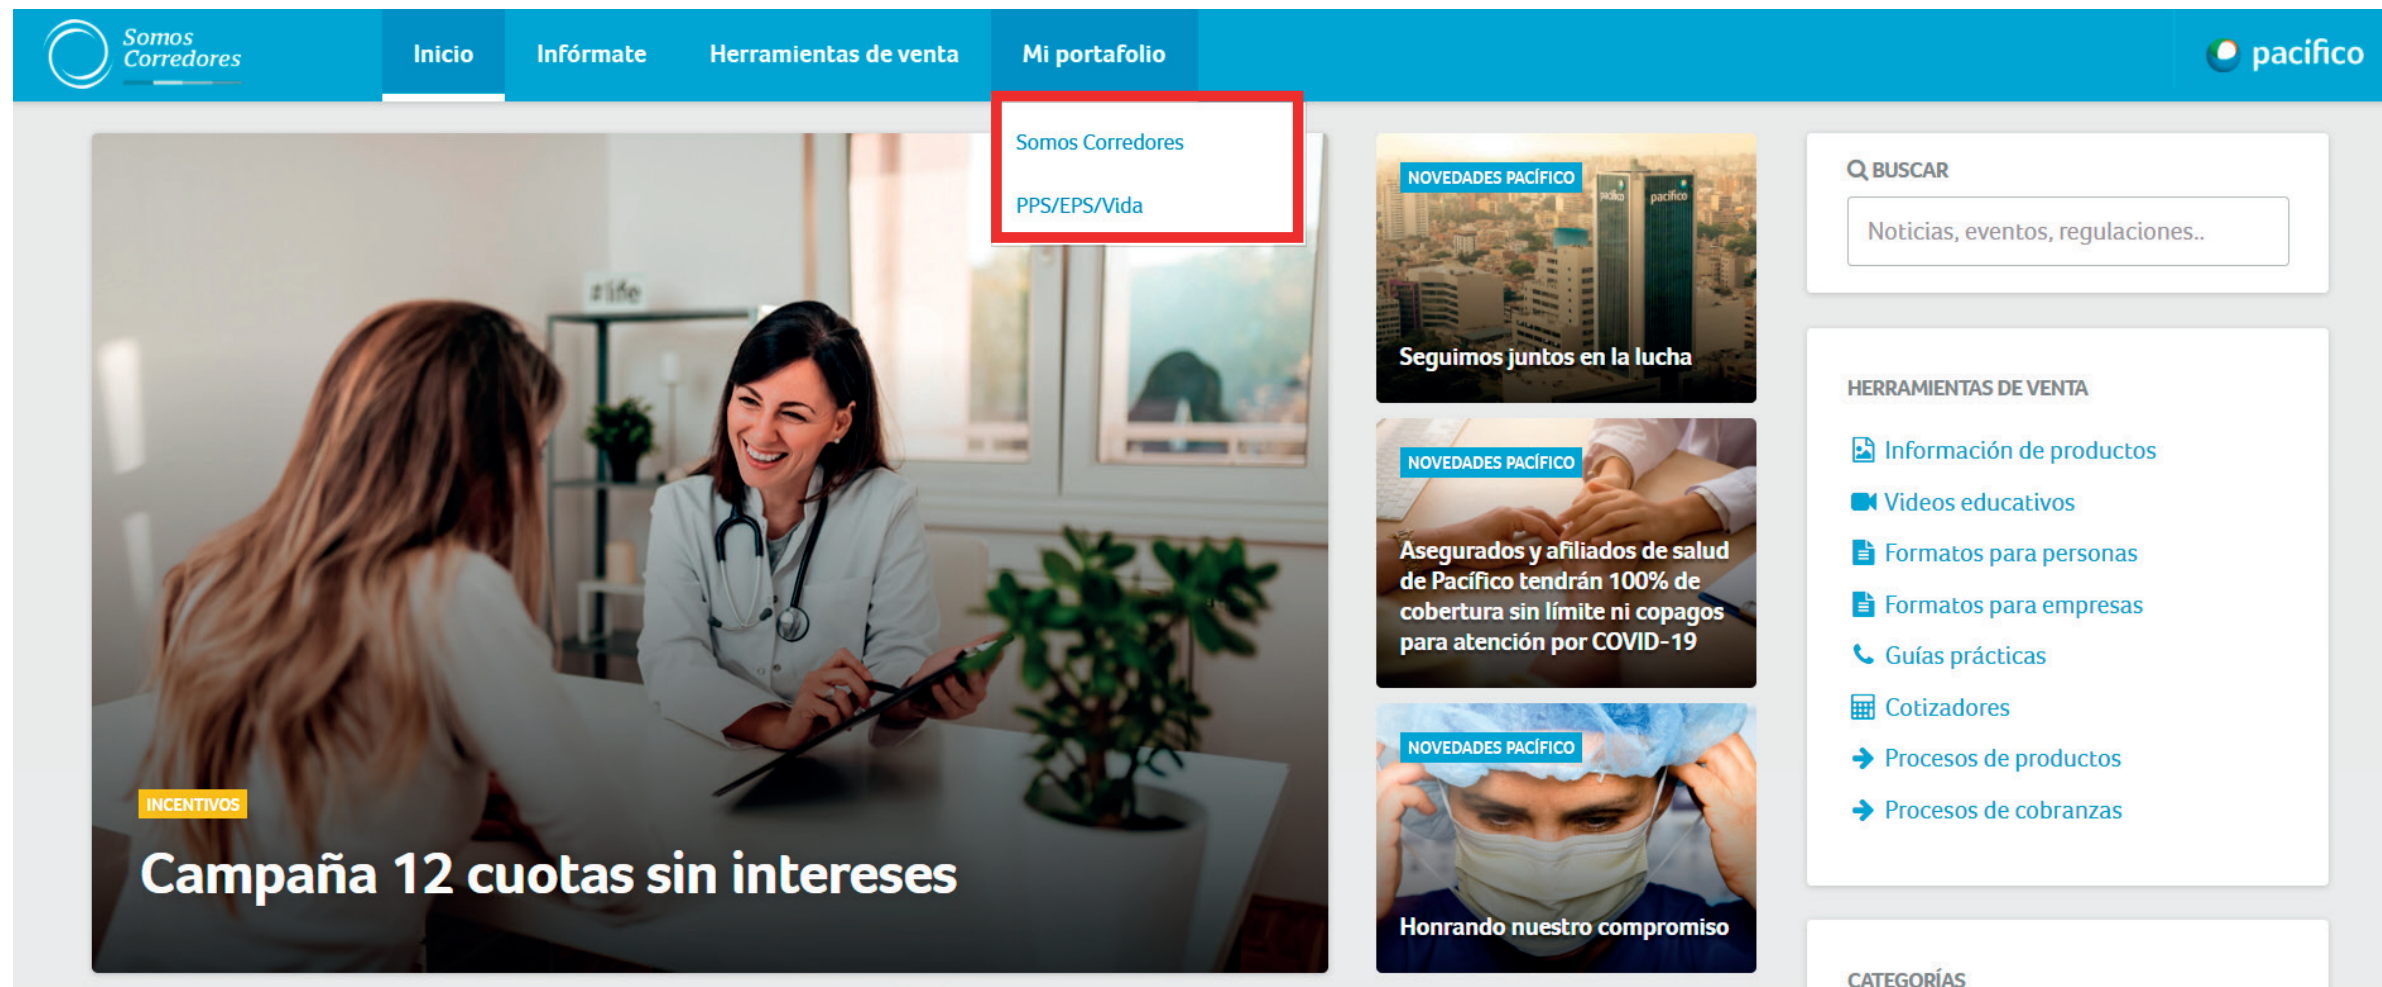 Somos
Corredores
Inicio
Infórmate
Herramientas de venta
Mi portafolio
pacifico
Somos Corredores
PPS/EPS/Vida
#life
INCENTIVOS
Campaña 12 cuotas sin intereses
NOVEDADES PACÍFICO
pacífico
pacífico
Seguimos juntos en la lucha
NOVEDADES PACÍFICO
Asegurados y afiliados de salud
de Pacífico tendrán 100% de
cobertura sin límite ni copagos
para atención por COVID-19
NOVEDADES PACÍFICO
Honrando nuestro compromiso
BUSCAR
Noticias, eventos, regulaciones..
HERRAMIENTAS DE VENTA
Información de productos
Videos educativos
Formatos para personas
Formatos para empresas
Guías prácticas
Cotizadores
Procesos de productos
Procesos de cobranzas
CATEGORÍAS